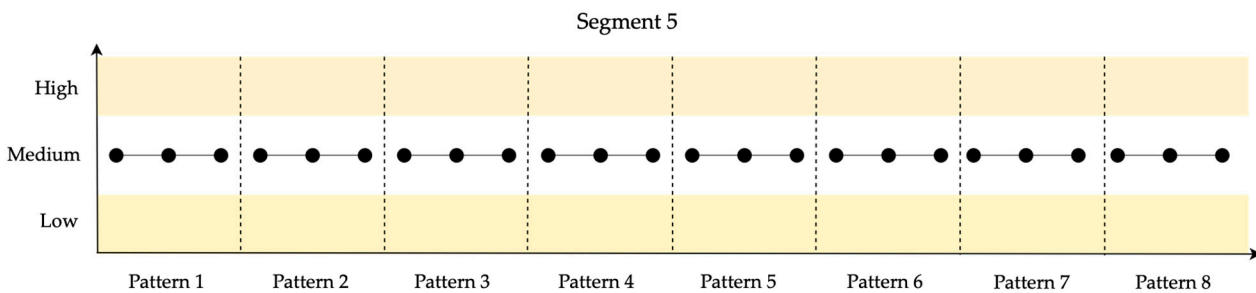 Segment 5
High
Medium
Low
Pattern 1 Pattern 2 Pattern 3 Pattern 4 Pattern 5 Pattern 6 Pattern 7 Pattern 8